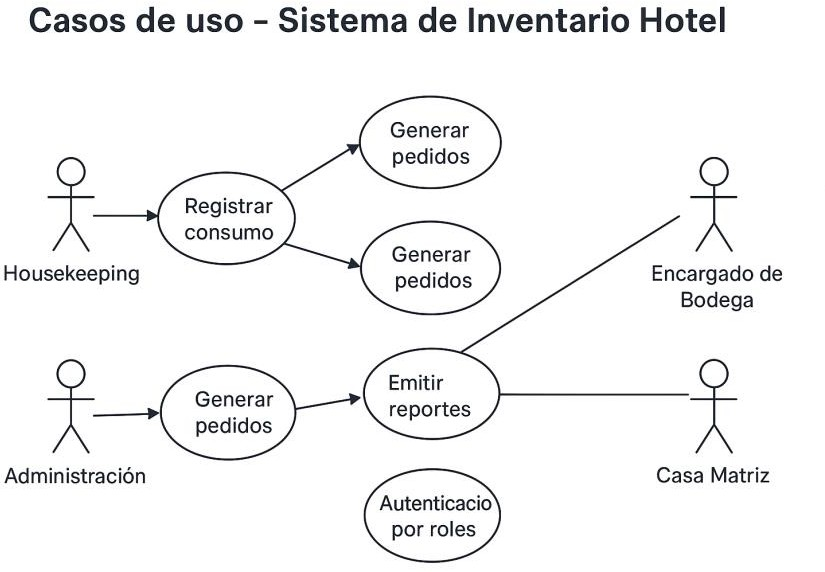 Casos de uso – Sistema de Inventario Hotel
Generar
pedidos
Registrar
consumo
Housekeeping
Generar
pedidos
Encargado de
Bodega
Generar
pedidos
Emitir
reportes
Administración
Casa Matriz
Autenticacio
por roles